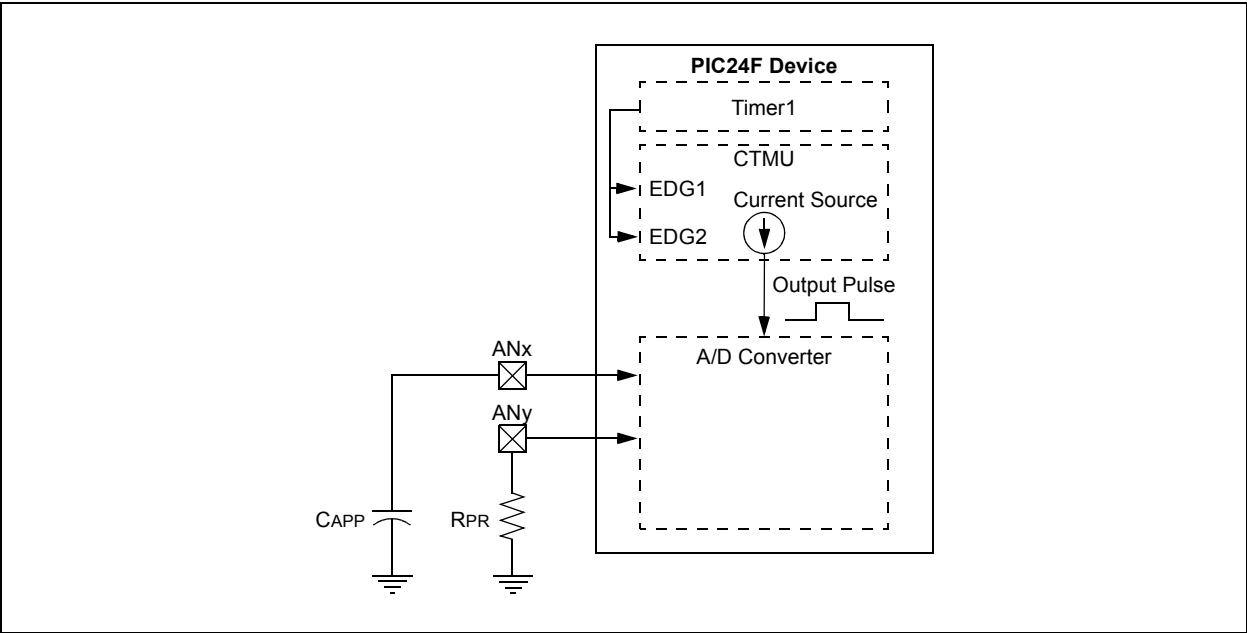 PIC24F Device
Timer1
CTMU
EDG1
Current Source
EDG2
Output Pulse
ANx
A/D Converter
ANy
CAPP
RPR